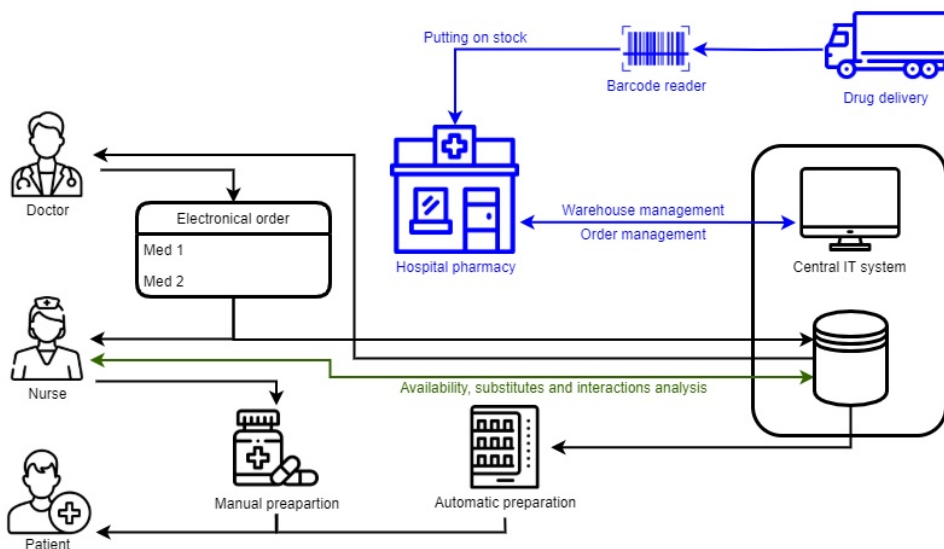 Putting on stock
Barcode reader
Drug delivery
Doctor
Electronical order
Med 1
Med 2
Warehouse management
Order management
Hospital pharmacy
Central IT system
Nurse
Availability, substitutes and interactions analysis
Manual preapartion
Automatic preparation
Patient